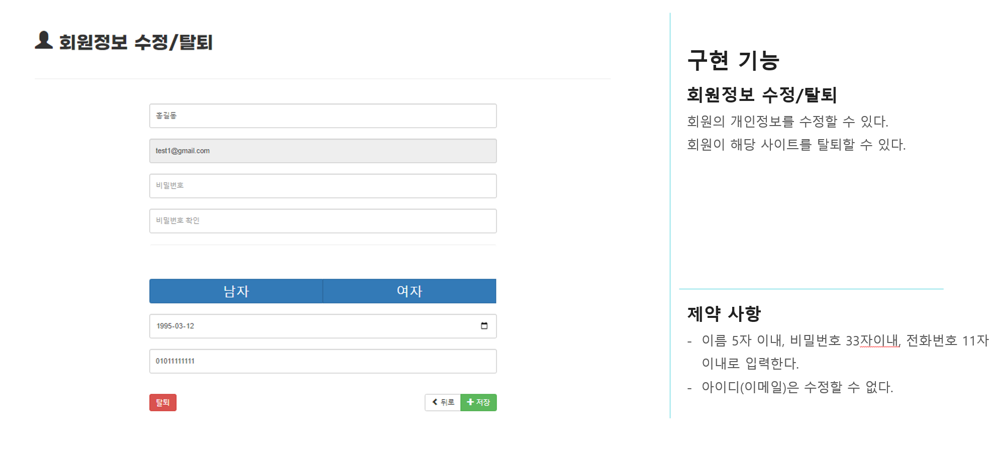 회원정보 수정/탈퇴
홍길동
test1@gmail.com
비밀번호
비밀번호 확인
남자 여자
1995-03-12
01011111111
탈퇴 뒤로 저장
구현 기능
회원정보 수정/탈퇴
회원의 개인정보를 수정할 수 있다.
회원이 해당 사이트를 탈퇴할 수 있다.
제약 사항
- 이름 5자 이내, 비밀번호 33자이내, 전화번호 11자
이내로 입력한다.
- 아이디(이메일)은 수정할 수 없다.